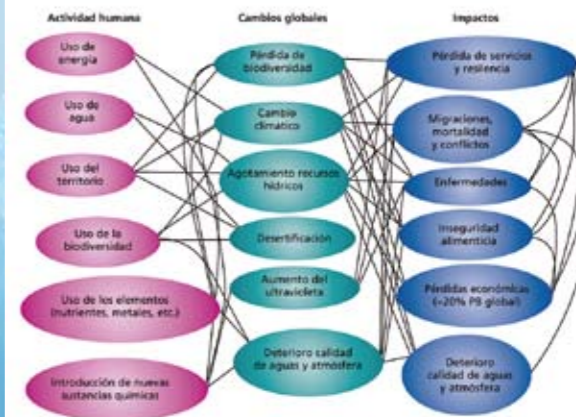 Actividad humana
Cambios globales
Impactos
Uso de
energía
Uso de
agua
Uso del
territorio
Uso de la
biodiversidad
Uso de los elementos
(nutrientes, metales, etc.)
Introducción de nuevas
sustancias químicas
Pérdida de
biodiversidad
Cambio
climático
Agotamiento recursos
hídricos
Desertificación
Aumento del
ultravioleta
Deterioro calidad
de aguas y atmósfera
Pérdida de servicios
y resilencia
Migraciones,
mortalidad
y conflictos
Enfermedades
Inseguridad
alimenticia
Pérdidas económicas
(≈20% PB global)
Deterioro
calidad de aguas
y atmósfera